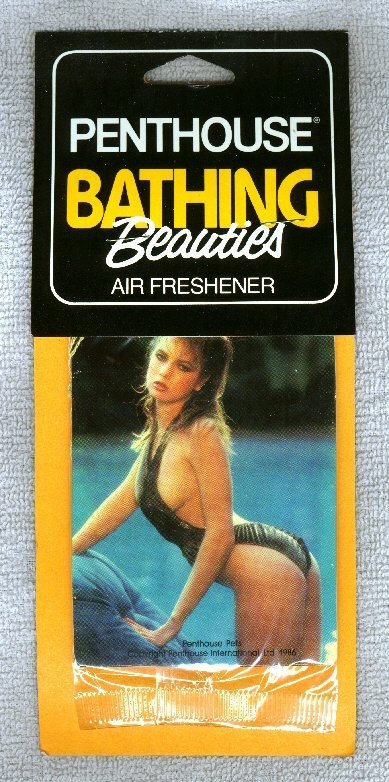 PENTHOUSE®
BATHING
Beauties
AIR FRESHENER
Penthouse Pets
Copyright Penthouse International Ltd 1986